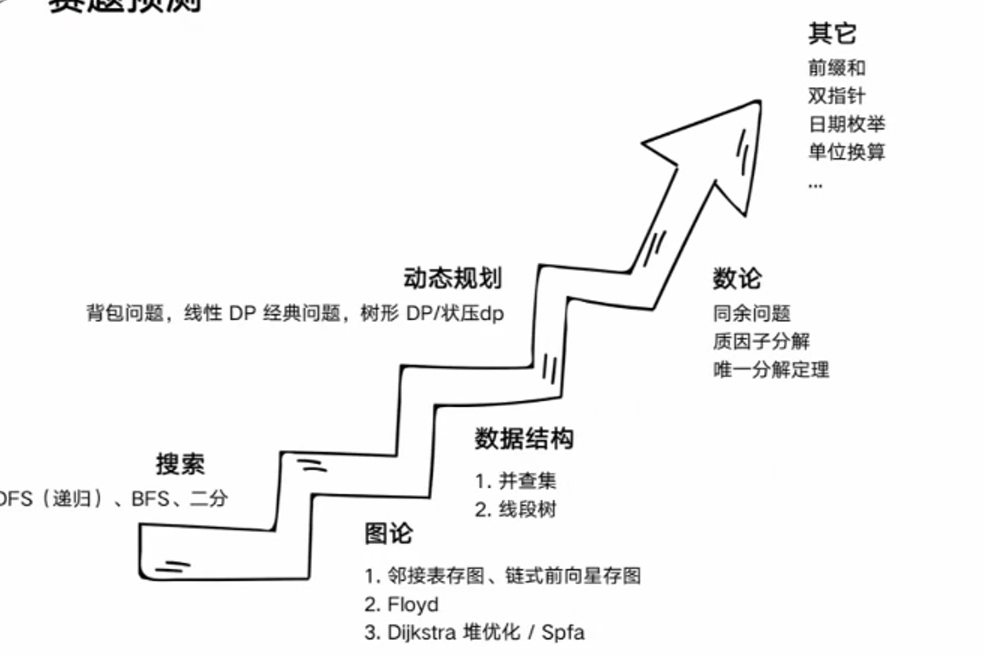 赛题预测
其它
前缀和
双指针
日期枚举
单位换算
...
动态规划
背包问题，线性 DP 经典问题，树形 DP/状压dp
数论
同余问题
质因子分解
唯一分解定理
数据结构
1. 并查集
2. 线段树
搜索
DFS（递归）、BFS、二分
图论
1. 邻接表存图、链式前向星存图
2. Floyd
3. Dijkstra 堆优化 / Spfa